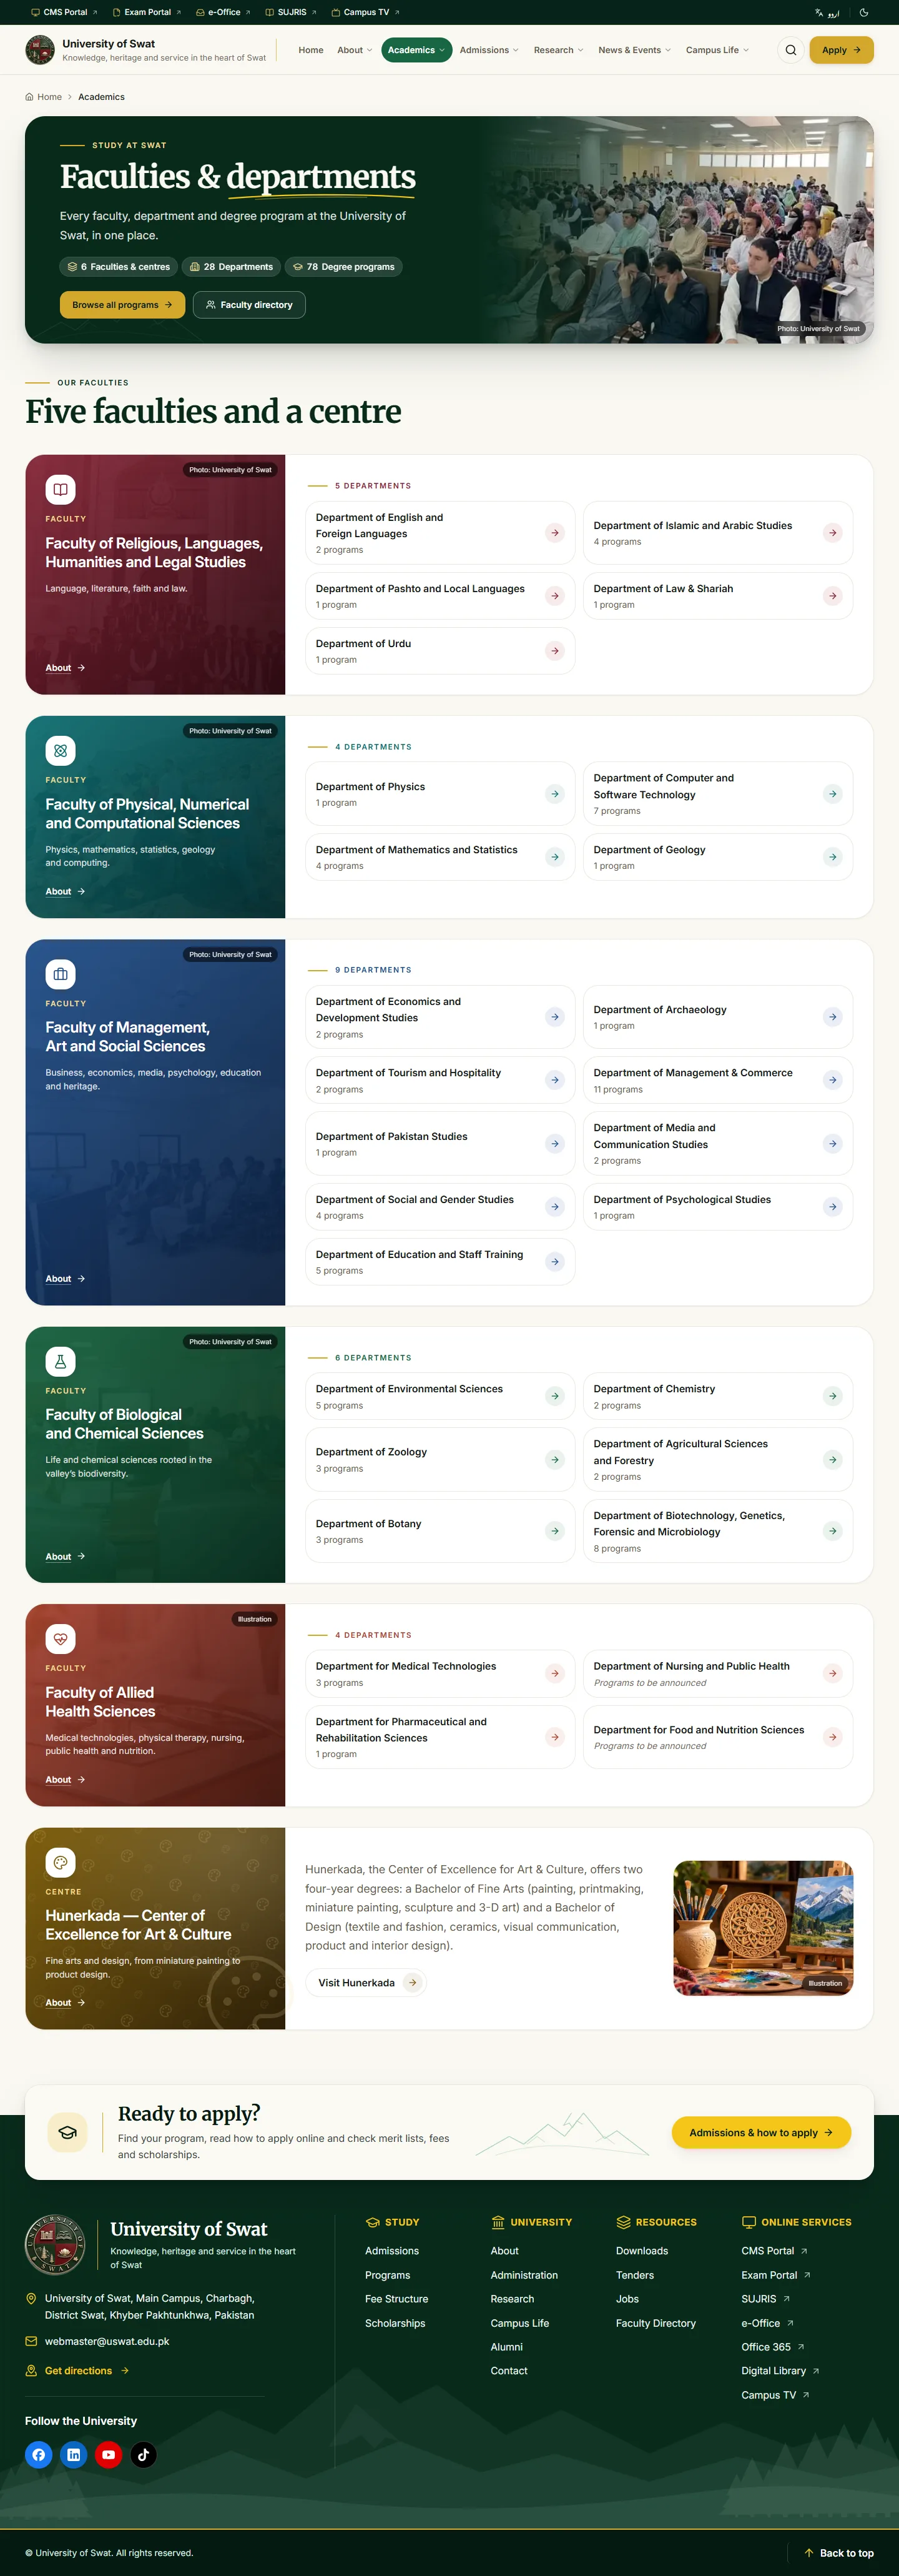 CMS Portal
Exam Portal
e-Office
SUJRIS
Campus TV
اردو
University of Swat
Knowledge, heritage and service in the heart of Swat
Home
About
Academics
Admissions
Research
News & Events
Campus Life
Apply
Home
Academics
STUDY AT SWAT
Faculties & departments
Every faculty, department and degree program at the University of
Swat, in one place.
6 Faculties & centres
28 Departments
78 Degree programs
Browse all programs
Faculty directory
Photo: University of Swat
OUR FACULTIES
Five faculties and a centre
Photo: University of Swat
FACULTY
Faculty of Religious, Languages,
Humanities and Legal Studies
Language, literature, faith and law.
About
5 DEPARTMENTS
Department of English and
Foreign Languages
2 programs
Department of Islamic and Arabic Studies
4 programs
Department of Pashto and Local Languages
1 program
Department of Law & Shariah
1 program
Department of Urdu
1 program
Photo: University of Swat
FACULTY
Faculty of Physical, Numerical
and Computational Sciences
Physics, mathematics, statistics, geology
and computing.
About
4 DEPARTMENTS
Department of Physics
1 program
Department of Computer and
Software Technology
7 programs
Department of Mathematics and Statistics
4 programs
Department of Geology
1 program
Photo: University of Swat
FACULTY
Faculty of Management,
Art and Social Sciences
Business, economics, media, psychology, education
and heritage.
About
9 DEPARTMENTS
Department of Economics and
Development Studies
2 programs
Department of Archaeology
1 program
Department of Tourism and Hospitality
2 programs
Department of Management & Commerce
11 programs
Department of Pakistan Studies
1 program
Department of Media and
Communication Studies
2 programs
Department of Social and Gender Studies
4 programs
Department of Psychological Studies
1 program
Department of Education and Staff Training
5 programs
Photo: University of Swat
FACULTY
Faculty of Biological
and Chemical Sciences
Life and chemical sciences rooted in the
valley's biodiversity.
About
6 DEPARTMENTS
Department of Environmental Sciences
5 programs
Department of Chemistry
2 programs
Department of Zoology
3 programs
Department of Agricultural Sciences
and Forestry
2 programs
Department of Botany
3 programs
Department of Biotechnology, Genetics,
Forensic and Microbiology
8 programs
Illustration
FACULTY
Faculty of Allied
Health Sciences
Medical technologies, physical therapy, nursing,
public health and nutrition.
About
4 DEPARTMENTS
Department for Medical Technologies
3 programs
Department of Nursing and Public Health
Programs to be announced
Department for Pharmaceutical and
Rehabilitation Sciences
1 program
Department for Food and Nutrition Sciences
Programs to be announced
CENTRE
Hunerkada — Center of
Excellence for Art & Culture
Fine arts and design, from miniature painting to
product design.
About
Hunerkada, the Center of Excellence for Art & Culture, offers two
four-year degrees: a Bachelor of Fine Arts (painting, printmaking,
miniature painting, sculpture and 3-D art) and a Bachelor of
Design (textile and fashion, ceramics, visual communication,
product and interior design).
Visit Hunerkada
Illustration
Ready to apply?
Find your program, read how to apply online and check merit lists, fees
and scholarships.
Admissions & how to apply
UNIVERSITY OF
SWAT
University of Swat
Knowledge, heritage and service in the heart
of Swat
University of Swat, Main Campus, Charbagh,
District Swat, Khyber Pakhtunkhwa, Pakistan
webmaster@uswat.edu.pk
Get directions
Follow the University
STUDY
Admissions
Programs
Fee Structure
Scholarships
UNIVERSITY
About
Administration
Research
Campus Life
Alumni
Contact
RESOURCES
Downloads
Tenders
Jobs
Faculty Directory
ONLINE SERVICES
CMS Portal
Exam Portal
SUJRIS
e-Office
Office 365
Digital Library
Campus TV
© University of Swat. All rights reserved.
Back to top